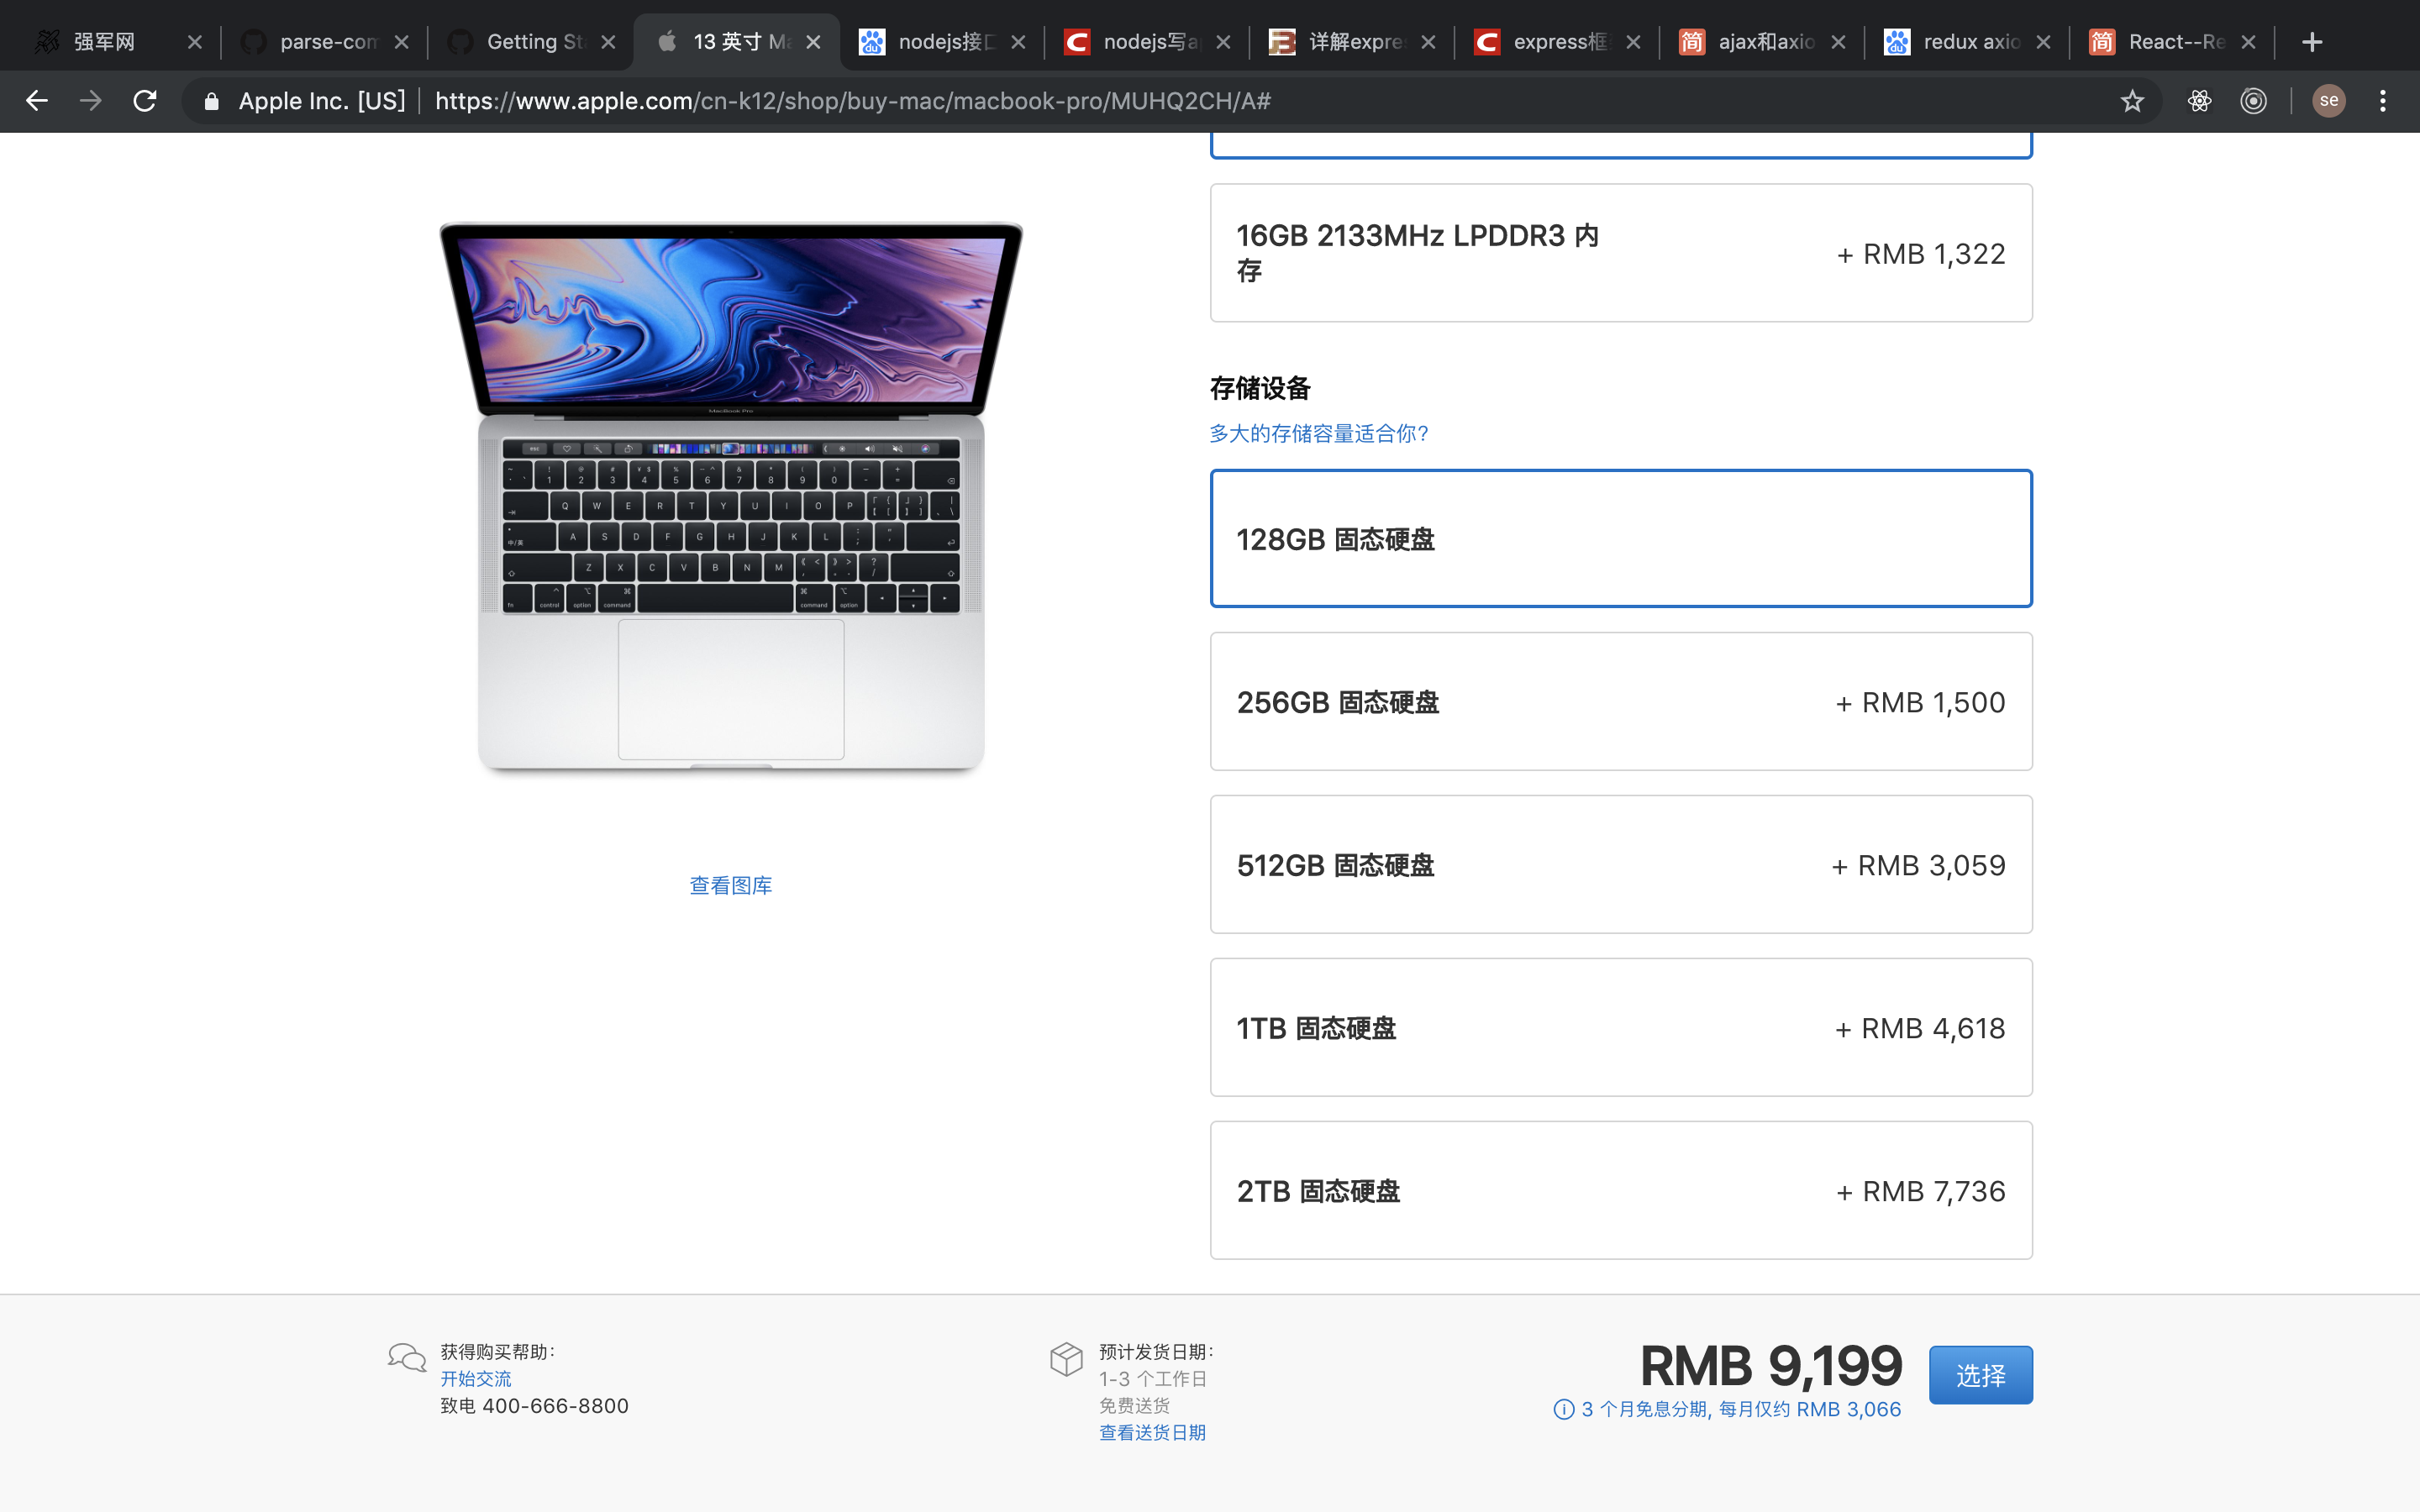 强军网
parse-com
Getting St
13 英寸 Ma
nodejs接口
nodejs写a
详解expre
express框
ajax和axio
redux axio
React--Re
Apple Inc. [US]
https://www.apple.com/cn-k12/shop/buy-mac/macbook-pro/MUHQ2CH/A#
se
16GB 2133MHz LPDDR3 内
存
+ RMB 1,322
存储设备
多大的存储容量适合你?
128GB 固态硬盘
256GB 固态硬盘
+ RMB 1,500
512GB 固态硬盘
+ RMB 3,059
1TB 固态硬盘
+ RMB 4,618
2TB 固态硬盘
+ RMB 7,736
MacBook Pro
查看图库
获得购买帮助:
开始交流
致电 400-666-8800
预计发货日期:
1-3 个工作日
免费送货
查看送货日期
RMB 9,199
3 个月免息分期, 每月仅约 RMB 3,066
选择